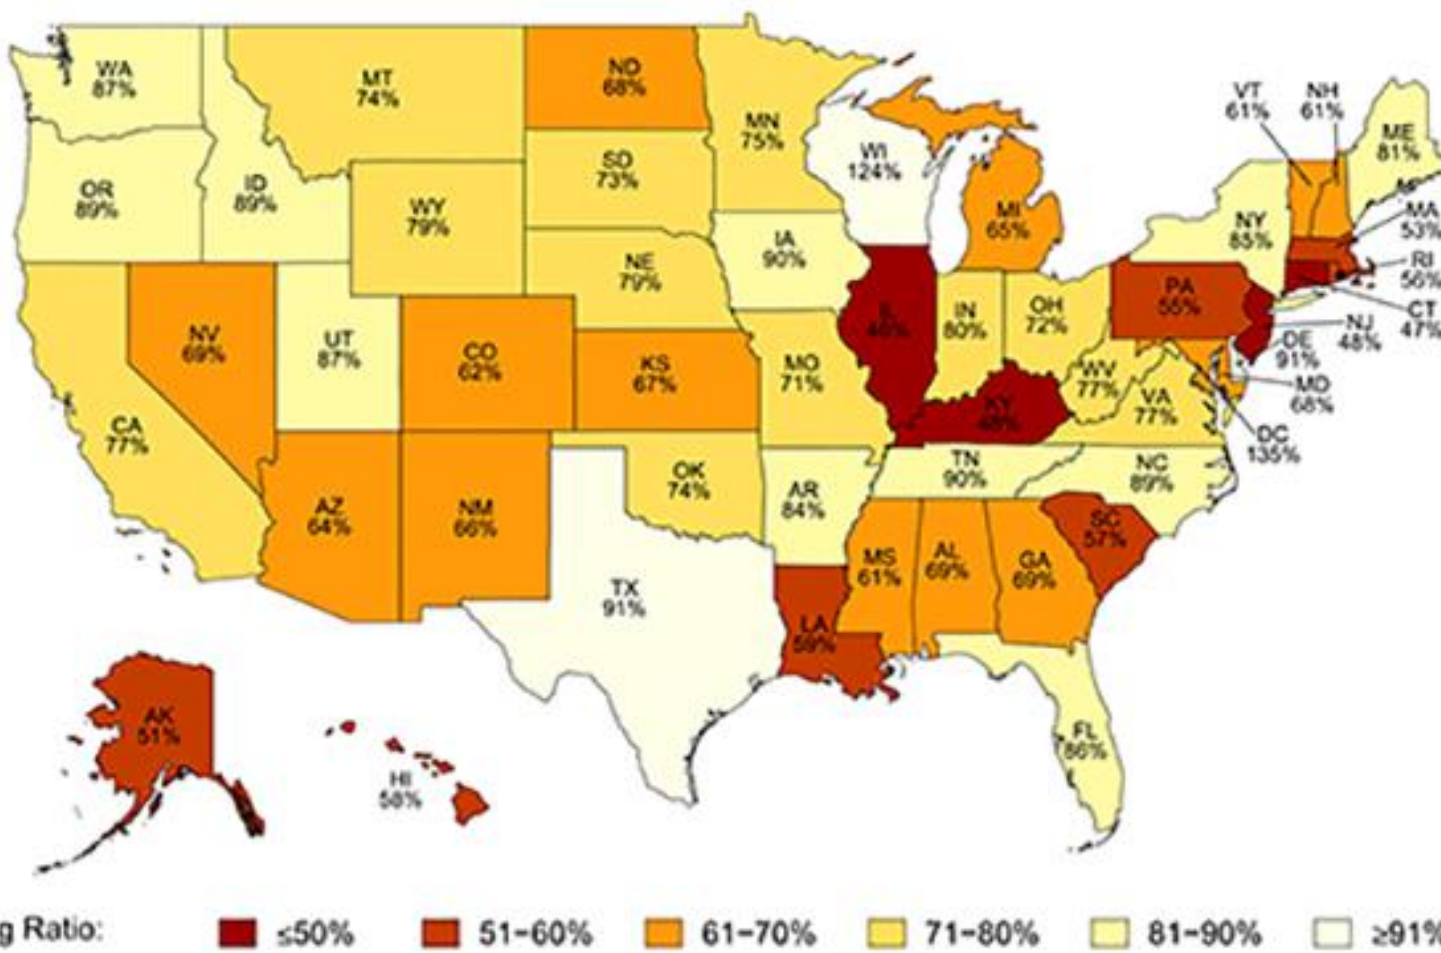 WA
87%
MT
74%
ND
68%
MN
75%
VT
61%
NH
61%
ME
81%
OR
89%
ID
89%
WY
79%
SD
73%
WI
124%
MI
65%
NY
85%
MA
53%
RI
56%
CT
47%
NJ
48%
DE
91%
MD
68%
DC
135%
NV
69%
UT
87%
CO
62%
NE
79%
IA
90%
IL
IN
80%
OH
72%
PA
55%
CA
77%
KS
67%
MO
71%
KY
48%
WV
77%
VA
77%
AZ
64%
NM
66%
OK
74%
AR
84%
TN
90%
NC
89%
SC
57%
TX
91%
LA
59%
MS
61%
AL
69%
GA
69%
FL
86%
AK
51%
HI
58%
g Ratio:
≤50%
51-60%
61-70%
71-80%
81-90%
≥91%